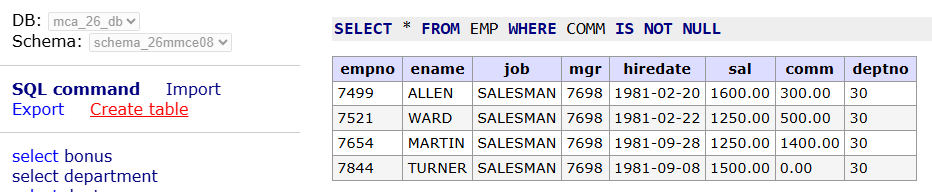 DB: mca_26_db
Schema: schema_26mmce08
SQL command Import
Export Create table
select bonus
select department
SELECT * FROM EMP WHERE COMM IS NOT NULL
empno ename job mgr hiredate sal comm deptno
7499 ALLEN SALESMAN 7698 1981-02-20 1600.00 300.00 30
7521 WARD SALESMAN 7698 1981-02-22 1250.00 500.00 30
7654 MARTIN SALESMAN 7698 1981-09-28 1250.00 1400.00 30
7844 TURNER SALESMAN 7698 1981-09-08 1500.00 0.00 30